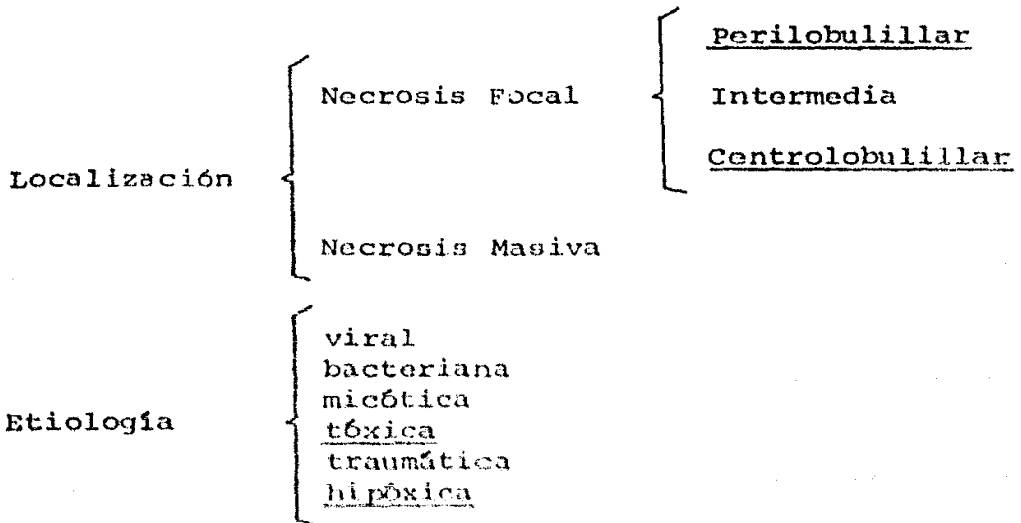 Perilobulillar
Necrosis Focal
Intermedia
Centrolobulillar
Localización
Necrosis Masiva
viral
bacteriana
micótica
Etiología
tóxica
traumática
hipóxica